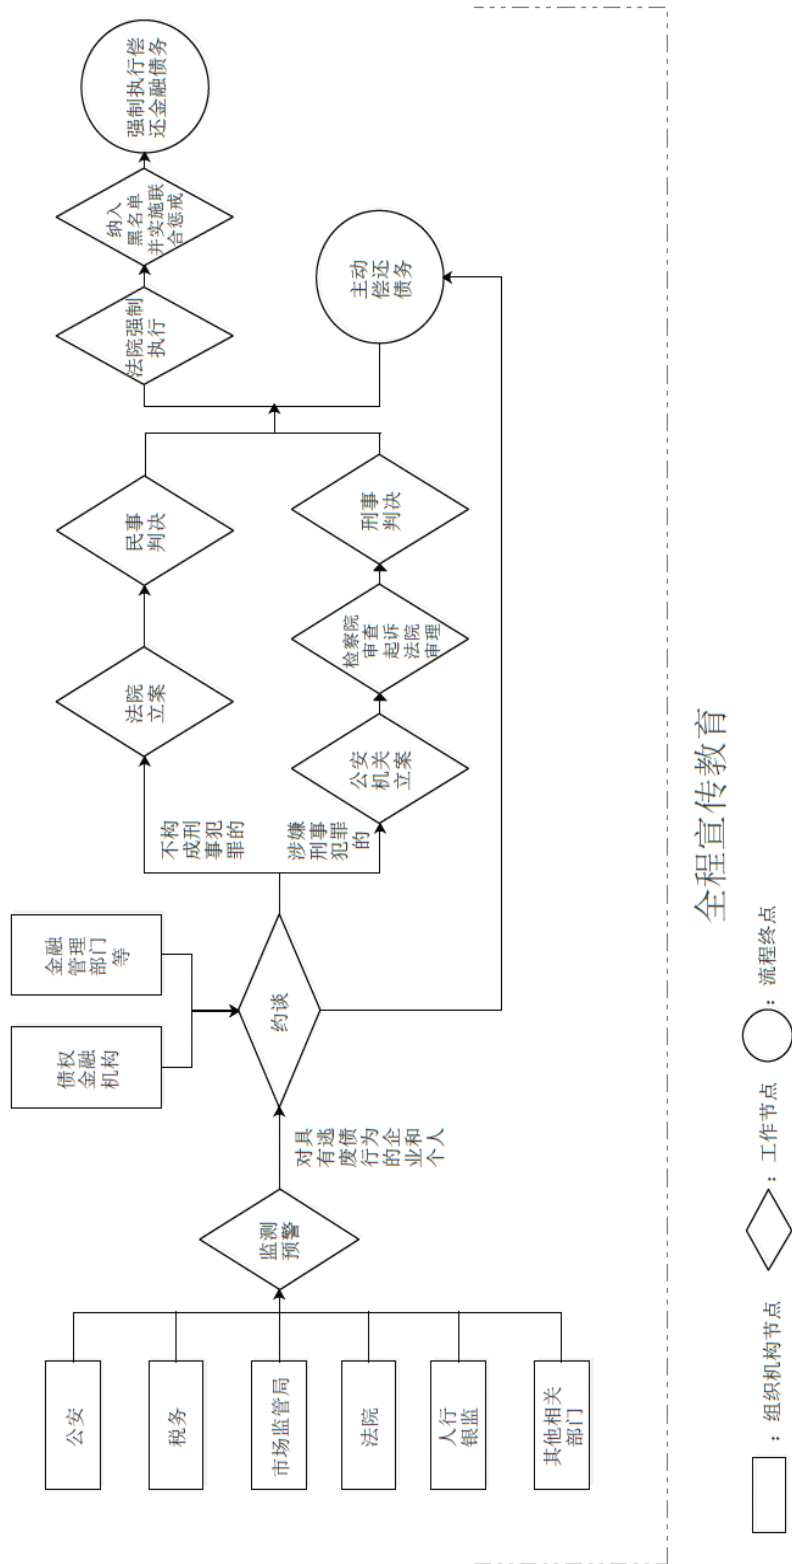 公安
税务
市场监管局
法院
人行
银监
其他相关
部门
监测
预警
对具
有逃
废债
行为
的企
业和
个人
债权
金融
机构
金融
管理
部门
等
约谈
不构
成刑
事犯
罪的
涉嫌
刑事
犯罪
的
法院
立案
民事
判决
公安
机关
立案
检察院
审查
起诉
法院
审理
刑事
判决
法院强制
执行
纳入
黑名单
并实施联
合惩戒
强制执行偿
还金融债务
主动
偿还
债务
全程宣传教育
：组织机构节点
：工作节点
：流程终点